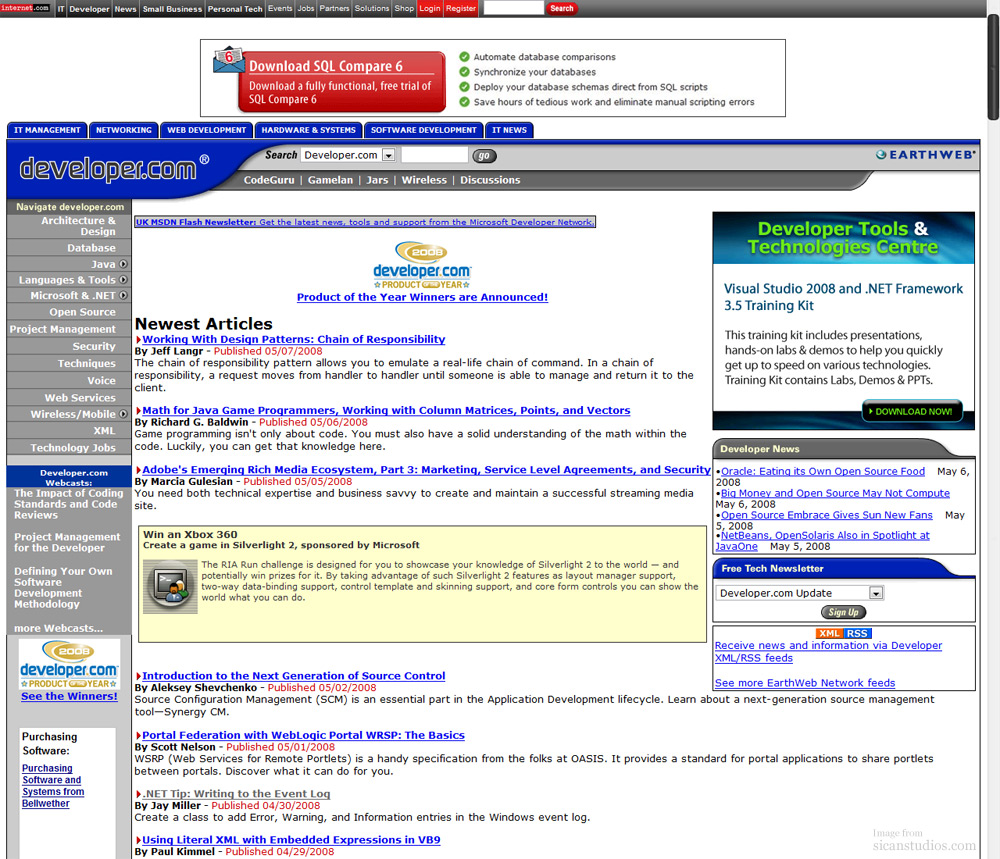 internet.com IT Developer News Small Business Personal Tech Events Jobs Partners Solutions Shop Login Register Search
6
Download SQL Compare 6
Download a fully functional, free trial of
SQL Compare 6
Automate database comparisons
Synchronize your databases
Deploy your database schemas direct from SQL scripts
Save hours of tedious work and eliminate manual scripting errors
IT MANAGEMENT NETWORKING WEB DEVELOPMENT HARDWARE & SYSTEMS SOFTWARE DEVELOPMENT IT NEWS
developer.com®
Search Developer.com go
EARTHWEB
CodeGuru | Gamelan | Jars | Wireless | Discussions
Navigate developer.com
Architecture &
Design
Database
Java
Languages & Tools
Microsoft & .NET
Open Source
Project Management
Security
Techniques
Voice
Web Services
Wireless/Mobile
XML
Technology Jobs
Developer.com
Webcasts:
The Impact of Coding
Standards and Code
Reviews
Project Management
for the Developer
Defining Your Own
Software
Development
Methodology
more Webcasts...
2008
developer.com
PRODUCT OF THE YEAR
See the Winners!
Purchasing
Software:
Purchasing
Software and
Systems from
Bellwether
UK MSDN Flash Newsletter: Get the latest news, tools and support from the Microsoft Developer Network.
2008
developer.com
PRODUCT OF THE YEAR
Product of the Year Winners are Announced!
Newest Articles
Working With Design Patterns: Chain of Responsibility
By Jeff Langr - Published 05/07/2008
The chain of responsibility pattern allows you to emulate a real-life chain of command. In a chain of
responsibility, a request moves from handler to handler until someone is able to manage and return it to the
client.
Math for Java Game Programmers, Working with Column Matrices, Points, and Vectors
By Richard G. Baldwin - Published 05/06/2008
Game programming isn't only about code. You must also have a solid understanding of the math within the
code. Luckily, you can get that knowledge here.
Adobe's Emerging Rich Media Ecosystem, Part 3: Marketing, Service Level Agreements, and Security
By Marcia Gulesian - Published 05/05/2008
You need both technical expertise and business savvy to create and maintain a successful streaming media
site.
Win an Xbox 360
Create a game in Silverlight 2, sponsored by Microsoft
The RIA Run challenge is designed for you to showcase your knowledge of Silverlight 2 to the world — and
potentially win prizes for it. By taking advantage of such Silverlight 2 features as layout manager support,
two-way data-binding support, control template and skinning support, and core form controls you can show the
world what you can do.
Introduction to the Next Generation of Source Control
By Aleksey Shevchenko - Published 05/02/2008
Source Configuration Management (SCM) is an essential part in the Application Development lifecycle. Learn about a next-generation source management
tool—Synergy CM.
Portal Federation with WebLogic Portal WRSP: The Basics
By Scott Nelson - Published 05/01/2008
WSRP (Web Services for Remote Portlets) is a handy specification from the folks at OASIS. It provides a standard for portal applications to share portlets
between portals. Discover what it can do for you.
.NET Tip: Writing to the Event Log
By Jay Miller - Published 04/30/2008
Create a class to add Error, Warning, and Information entries in the Windows event log.
Using Literal XML with Embedded Expressions in VB9
By Paul Kimmel - Published 04/29/2008
Developer Tools &
Technologies Centre
Visual Studio 2008 and .NET Framework
3.5 Training Kit
This training kit includes presentations,
hands-on labs & demos to help you quickly
get up to speed on various technologies.
Training Kit contains Labs, Demos & PPTs.
DOWNLOAD NOW!
Developer News
•Oracle: Eating its Own Open Source Food May 6,
2008
•Big Money and Open Source May Not Compute
May 6, 2008
•Open Source Embrace Gives Sun New Fans May
5, 2008
•NetBeans, OpenSolaris Also in Spotlight at
JavaOne May 5, 2008
Free Tech Newsletter
Developer.com Update
Sign Up
XML RSS
Receive news and information via Developer
XML/RSS feeds
See more EarthWeb Network feeds
Image from
sicanstudios.com